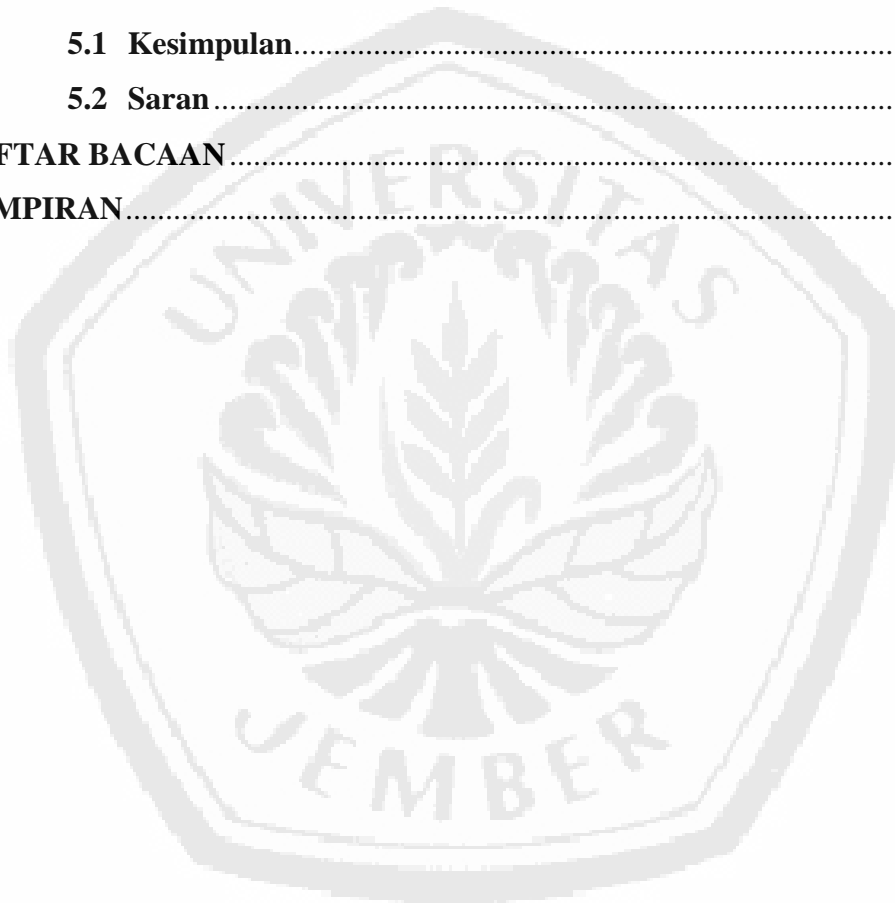 5.1 Kesimpulan................................................................................
5.2 Saran................................................................................
FTAR BACAAN................................................................................
MPIRAN................................................................................
UNIVERSITAS
JEMBER